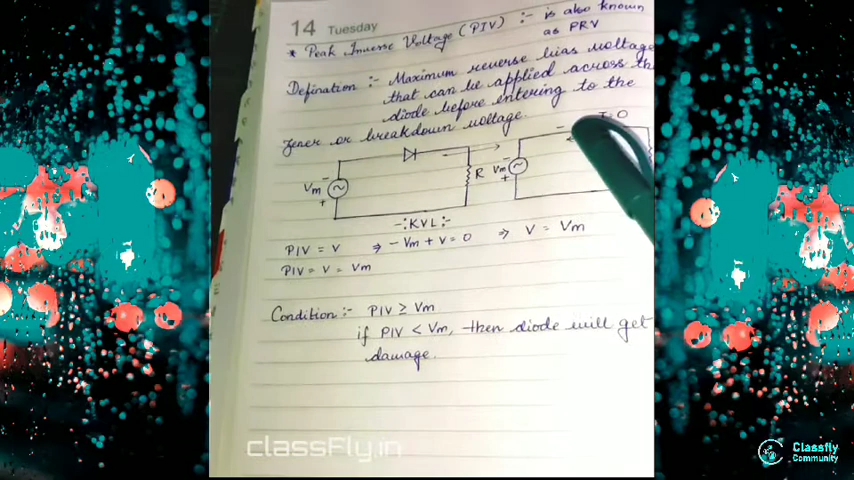 14 Tuesday
* Peak Inverse Voltage (PIV) :- is also known
as PRV
Defination :- Maximum reverse bias voltage
that can be applied across the
diode before entering to the
Zener or breakdown voltage.
Vm - + R Vm - + - I=0
-:KVL:-
PIV = V ⇒ -Vm + V = 0 ⇒ V = Vm
PIV = V = Vm
Condition :- PIV ≥ Vm
if PIV < Vm, then diode will get
damage.
classFly.in
Classfly
Community